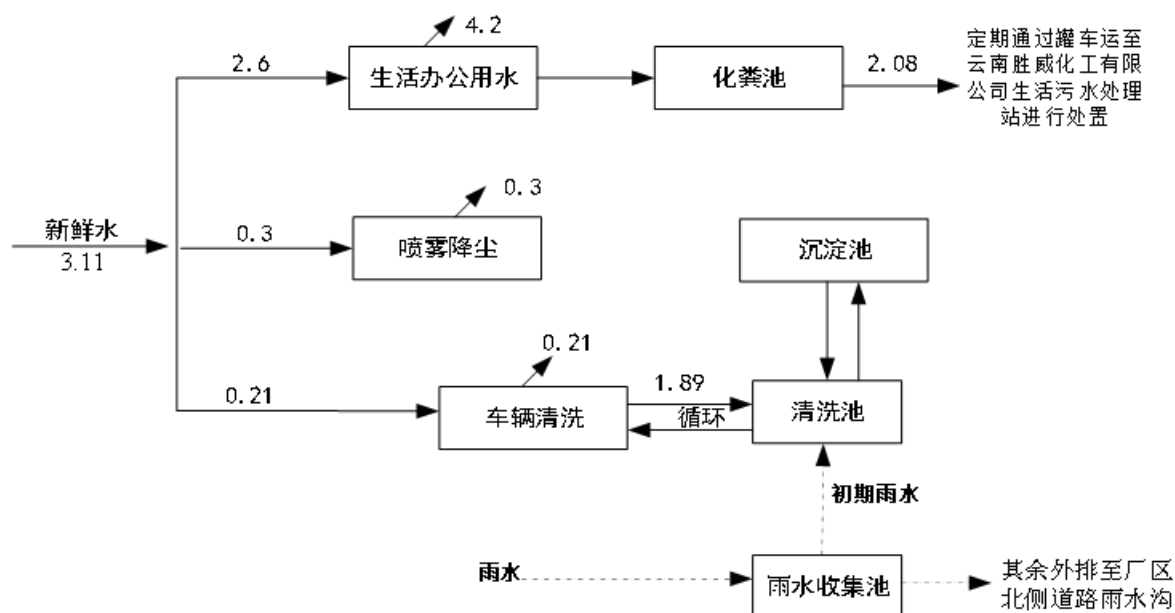 4.2
2.6
生活办公用水
化粪池
2.08
定期通过罐车运至
云南胜威化工有限
公司生活污水处理
站进行处置
0.3
新鲜水
3.11
0.3
喷雾降尘
沉淀池
0.21
0.21
车辆清洗
1.89
循环
清洗池
初期雨水
雨水
雨水收集池
其余外排至厂区
北侧道路雨水沟